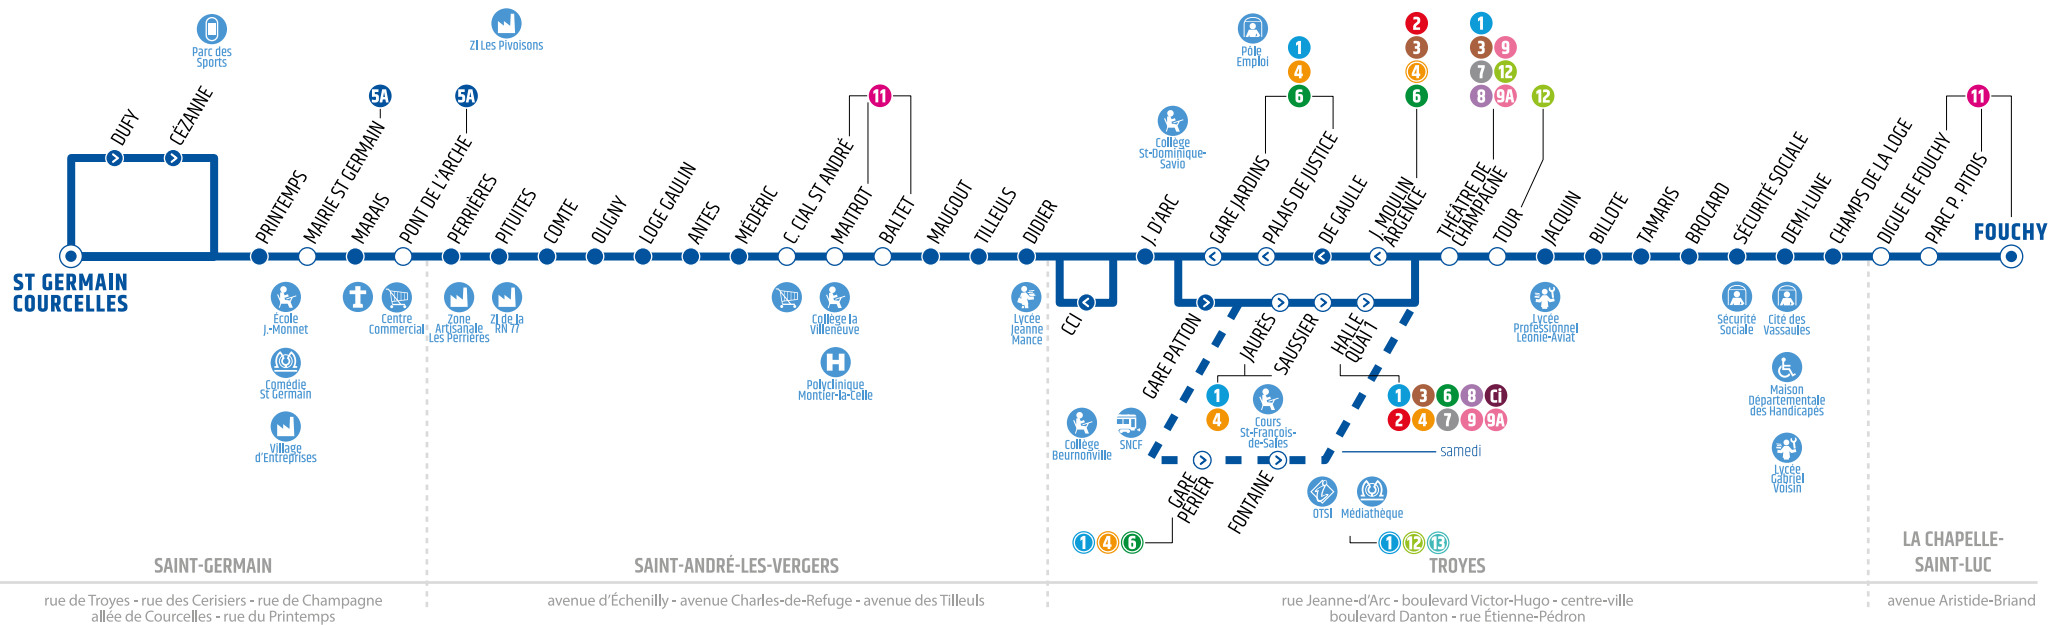 Parc des
Sports
ZI Les Pivoisons
Pôle
Emploi
Collège
St-Dominique-
Savio
5A
5A
11
1
4
6
2
3
4
6
1
3
9
7
12
8
9A
12
11
DUFY
CÉZANNE
PRINTEMPS
MAIRIE ST GERMAIN
MARAIS
PONT DE L'ARCHE
PERRIÈRES
PITUITES
COMTE
OLIGNY
LOGE GAULIN
ANTES
MÉDÉRIC
C. CIAL ST ANDRÉ
MAITROT
BALTET
MAUGOUT
TILLEULS
DIDIER
J. D'ARC
GARE JARDINS
PALAIS DE JUSTICE
DE GAULLE
J. MOULIN
ARGENCE
THÉÂTRE DE
CHAMPAGNE
TOUR
JACQUIN
BILLOTE
TAMARIS
BROCARD
SÉCURITÉ SOCIALE
DEMI-LUNE
CHAMPS DE LA LOGE
DIGUE DE FOUCHY
PARC P. PITOIS
FOUCHY
ST GERMAIN
COURCELLES
École
J.-Monnet
Comédie
St Germain
Village
d'Entreprises
Centre
Commercial
Zone
Artisanale
Les Perrières
ZI de la
RN 77
Collège la
Villeneuve
H
Polyclinique
Montier-la-Celle
Lycée
Jeanne
Mance
CCI
GARE PATTON
JAURÈS
SAUSSIER
HALLE
QUAI 1
1
4
1
3
6
8
Ci
2
4
7
9
9A
Collège
Beurnonville
SNCF
Cours
St-François-
de-Sales
samedi
GARE
PERIER
FONTAINE
OTSI
Médiathèque
1
4
6
1
12
13
Lycée
Professionnel
Léonie-Aviat
Sécurité
Sociale
Cité des
Vassaules
Maison
Départementale
des Handicapés
Lycée
Gabriel
Voisin
SAINT-GERMAIN
SAINT-ANDRÉ-LES-VERGERS
TROYES
LA CHAPELLE-
SAINT-LUC
rue de Troyes - rue des Cerisiers - rue de Champagne
allée de Courcelles - rue du Printemps
avenue d'Échenilly - avenue Charles-de-Refuge - avenue des Tilleuls
rue Jeanne-d'Arc - boulevard Victor-Hugo - centre-ville
boulevard Danton - rue Étienne-Pédron
avenue Aristide-Briand